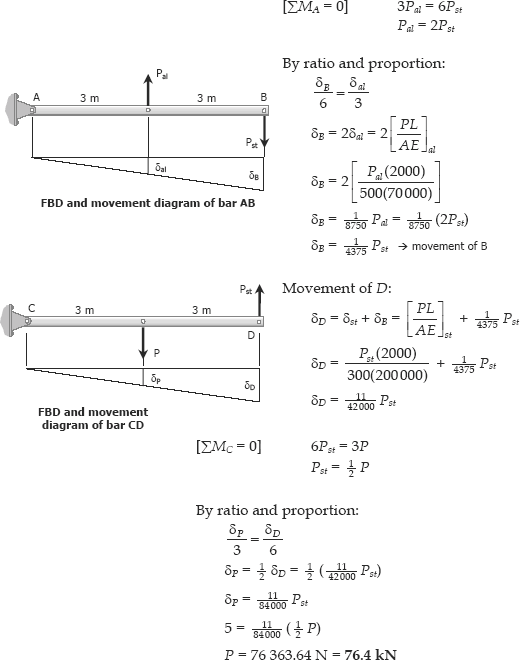 [ΣM_A = 0] 3P_al = 6P_st
P_al = 2P_st
By ratio and proportion:
δ_B/6 = δ_al/3
δ_B = 2δ_al = 2[PL/AE]_al
δ_B = 2[P_al(2000)/500(70 000)]
δ_B = 1/8750 P_al = 1/8750 (2P_st)
δ_B = 1/4375 P_st → movement of B
A 3 m P_al 3 m B
P_st
δ_al δ_B
FBD and movement diagram of bar AB
Movement of D:
δ_D = δ_st + δ_B = [PL/AE]_st + 1/4375 P_st
δ_D = P_st(2000)/300(200 000) + 1/4375 P_st
δ_D = 11/42000 P_st
P_st
C 3 m 3 m
D
P
δ_P δ_D
FBD and movement
diagram of bar CD
[ΣM_C = 0] 6P_st = 3P
P_st = 1/2 P
By ratio and proportion:
δ_P/3 = δ_D/6
δ_P = 1/2 δ_D = 1/2 (11/42000 P_st)
δ_P = 11/84000 P_st
5 = 11/84000 (1/2 P)
P = 76 363.64 N = 76.4 kN